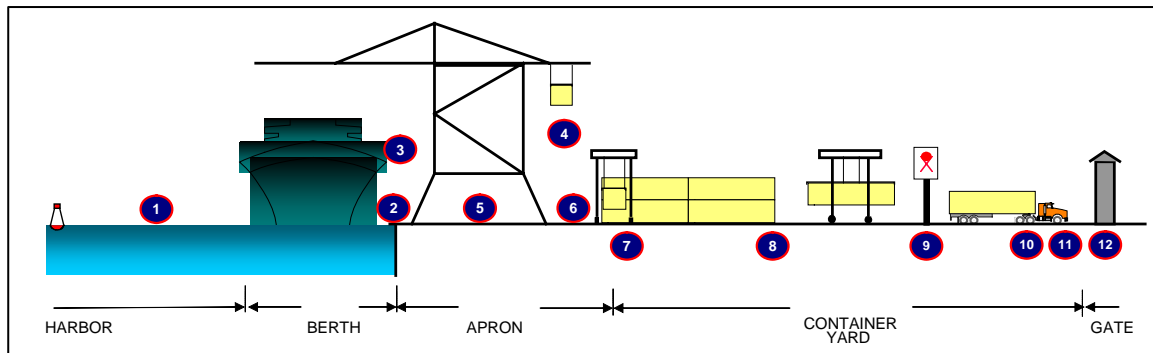 4
3
1
2
5
6
7
8
9
10
11
12
HARBOR
BERTH
APRON
CONTAINER
YARD
GATE